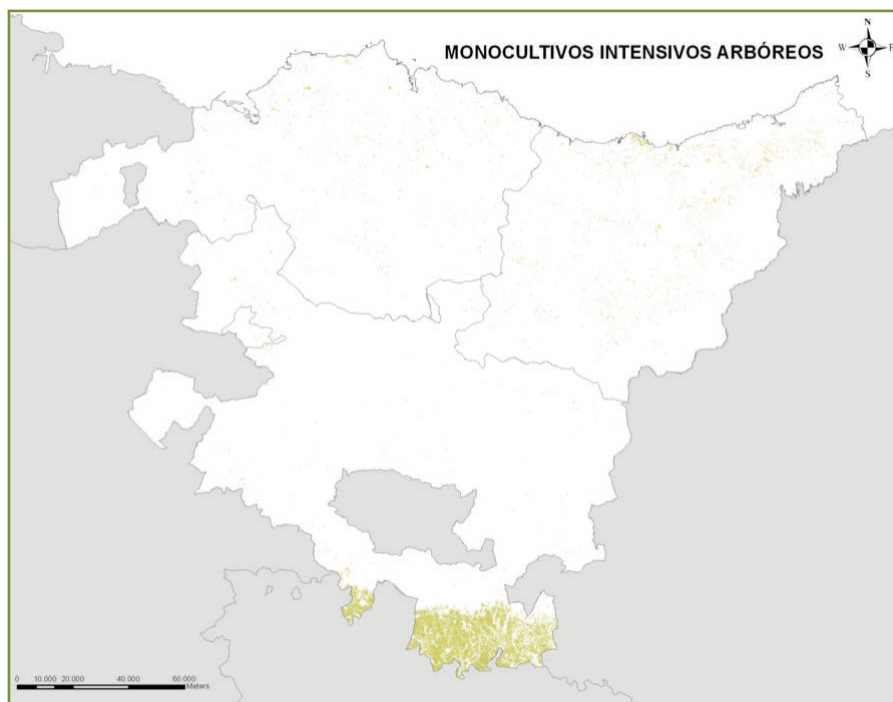 MONOCULTIVOS INTENSIVOS ARBÓREOS
N
W E
S
0 10.000 20.000 40.000 60.000
Meters